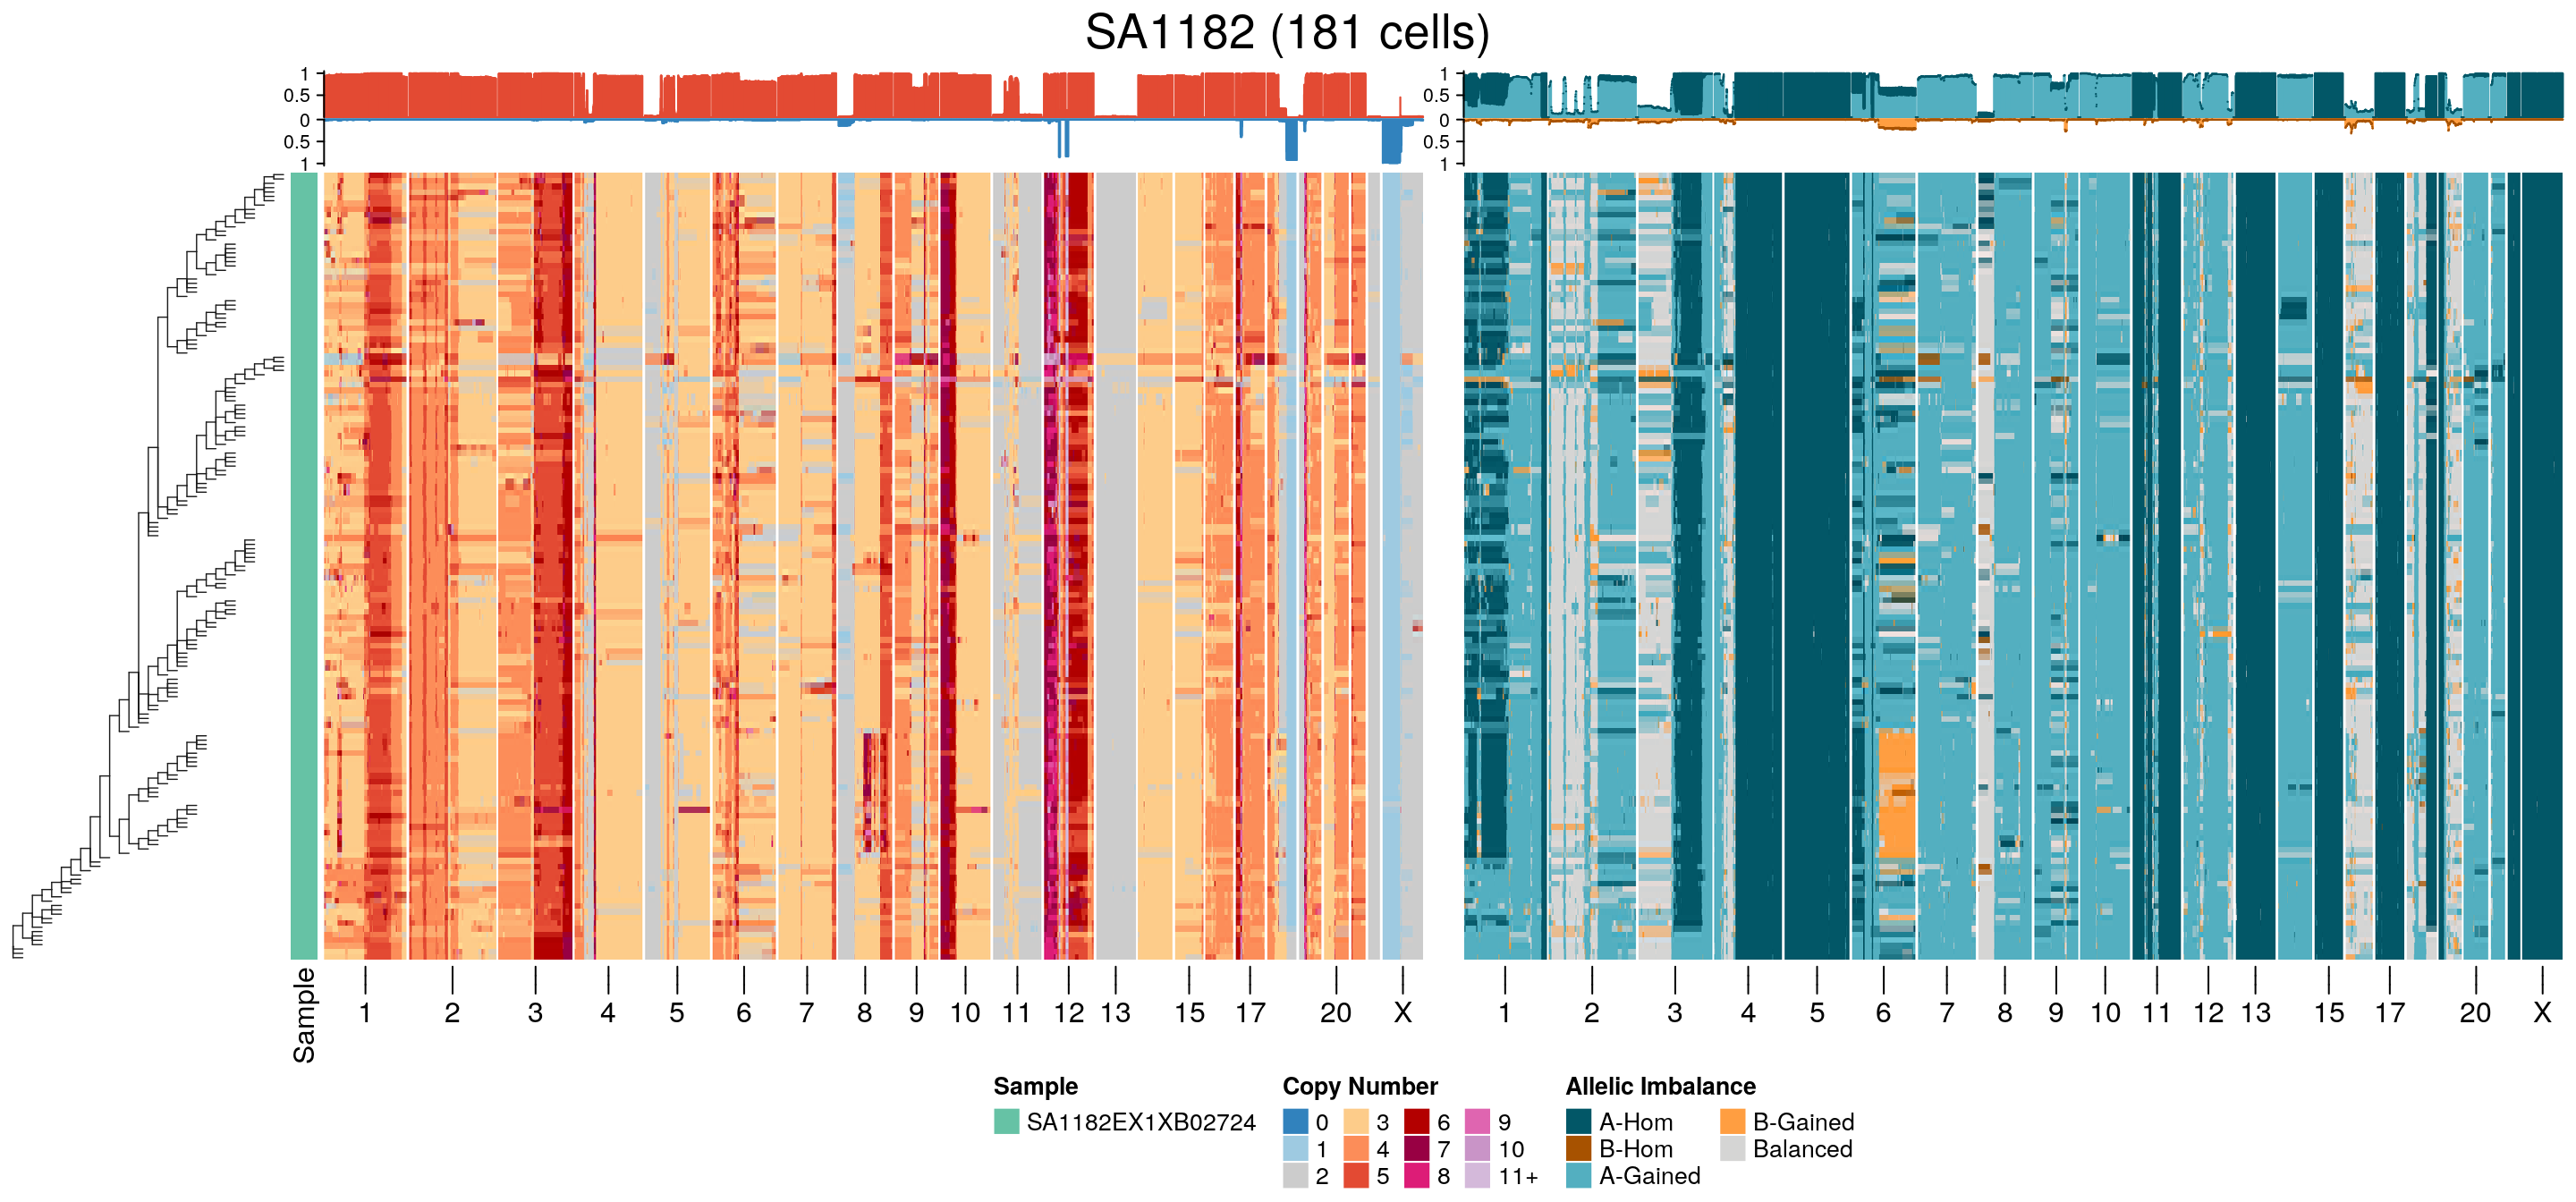 SA1182 (181 cells)
1
0.5
0
0.5
1
1
0.5
0
0.5
1
Sample
1 2 3 4 5 6 7 8 9 10 11 12 13 15 17 20 X
1 2 3 4 5 6 7 8 9 10 11 12 13 15 17 20 X
Sample
SA1182EX1XB02724
Copy Number
0 3 6 9
1 4 7 10
2 5 8 11+
Allelic Imbalance
A-Hom B-Gained
B-Hom Balanced
A-Gained